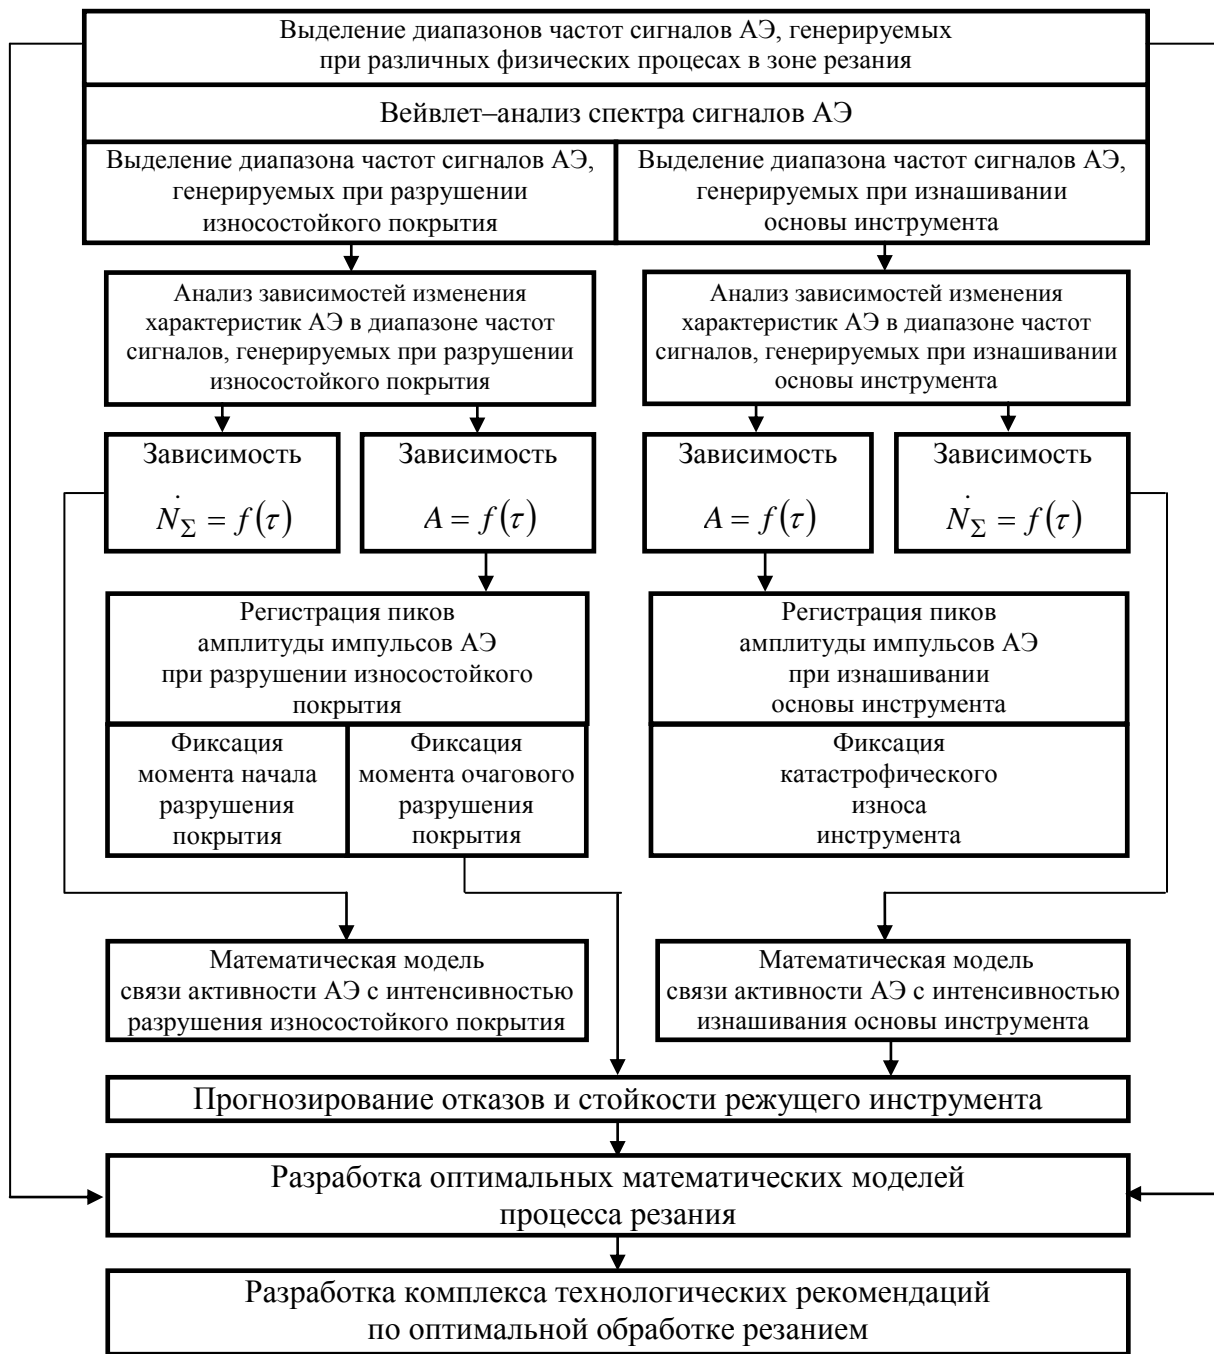 Выделение диапазонов частот сигналов АЭ, генерируемых
при различных физических процесах в зоне резания
Вейвлет–анализ спектра сигналов АЭ
Выделение диапазона частот сигналов АЭ,
генерируемых при разрушении
износостойкого покрытия
Выделение диапазона частот сигналов АЭ,
генерируемых при изнашивании
основы инструмента
Анализ зависимостей изменения
характеристик АЭ в диапазоне частот
сигналов, генерируемых при разрушении
износостойкого покрытия
Анализ зависимостей изменения
характеристик АЭ в диапазоне частот
сигналов, генерируемых при изнашивании
основы инструмента
Зависимость
Ṅ_Σ = f(τ)
Зависимость
A = f(τ)
Зависимость
A = f(τ)
Зависимость
Ṅ_Σ = f(τ)
Регистрация пиков
амплитуды импульсов АЭ
при разрушении износостойкого
покрытия
Регистрация пиков
амплитуды импульсов АЭ
при изнашивании
основы инструмента
Фиксация
момента начала
разрушения
покрытия
Фиксация
момента очагового
разрушения
покрытия
Фиксация
катастрофического
износа
инструмента
Математическая модель
связи активности АЭ с интенсивностью
разрушения износостойкого покрытия
Математическая модель
связи активности АЭ с интенсивностью
изнашивания основы инструмента
Прогнозирование отказов и стойкости режущего инструмента
Разработка оптимальных математических моделей
процесса резания
Разработка комплекса технологических рекомендаций
по оптимальной обработке резанием